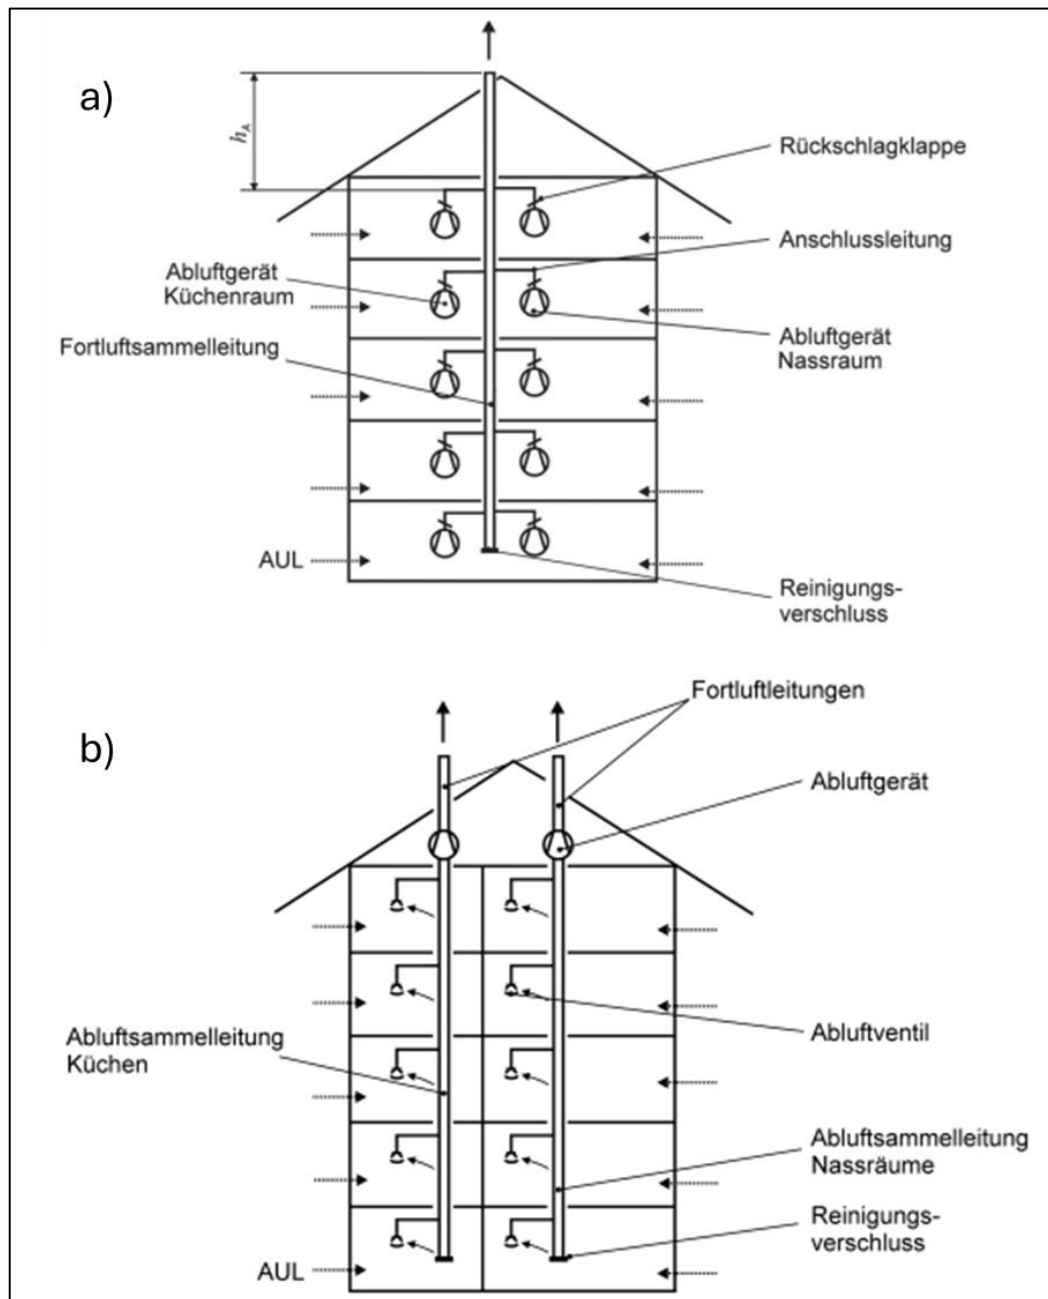 a)
hA
Rückschlagklappe
Anschlussleitung
Abluftgerät
Küchenraum
Fortluftsammelleitung
Abluftgerät
Nassraum
AUL
Reinigungs-
verschluss
Fortluftleitungen
b)
Abluftgerät
Abluftsammelleitung
Küchen
Abluftventil
Abluftsammelleitung
Nassräume
Reinigungs-
verschluss
AUL